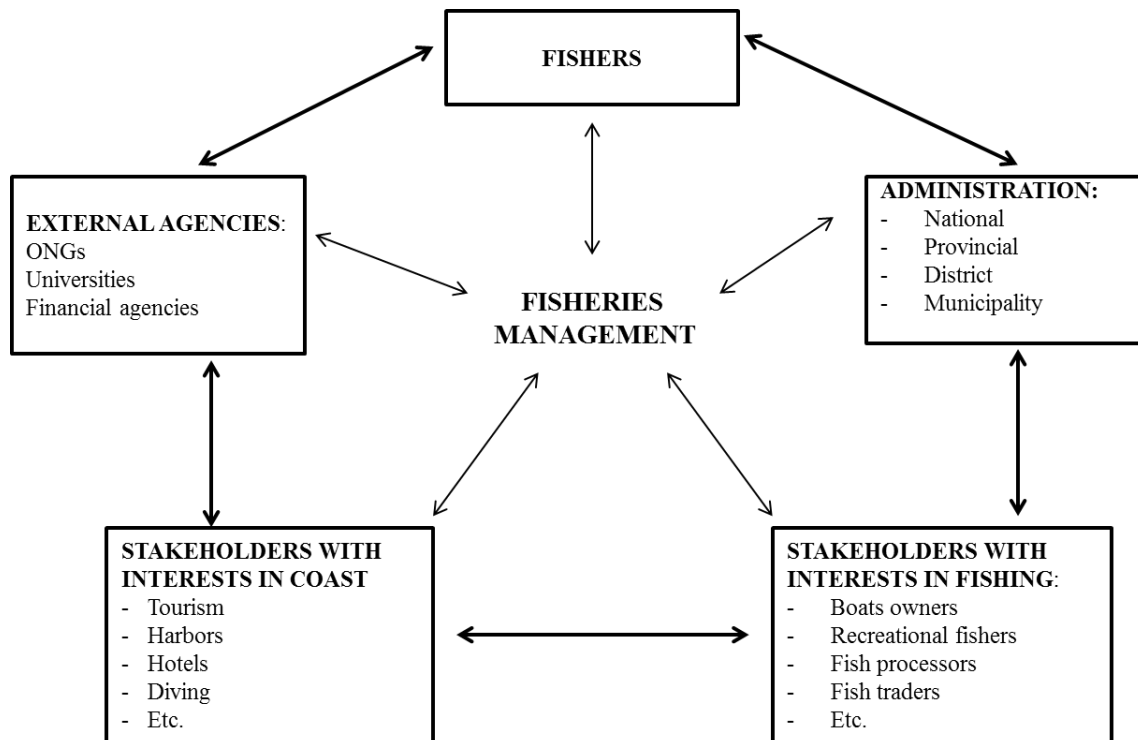 FISHERS
EXTERNAL AGENCIES:
ONGs
Universities
Financial agencies
ADMINISTRATION:
- National
- Provincial
- District
- Municipality
FISHERIES
MANAGEMENT
STAKEHOLDERS WITH
INTERESTS IN COAST
- Tourism
- Harbors
- Hotels
- Diving
- Etc.
STAKEHOLDERS WITH
INTERESTS IN FISHING:
- Boats owners
- Recreational fishers
- Fish processors
- Fish traders
- Etc.